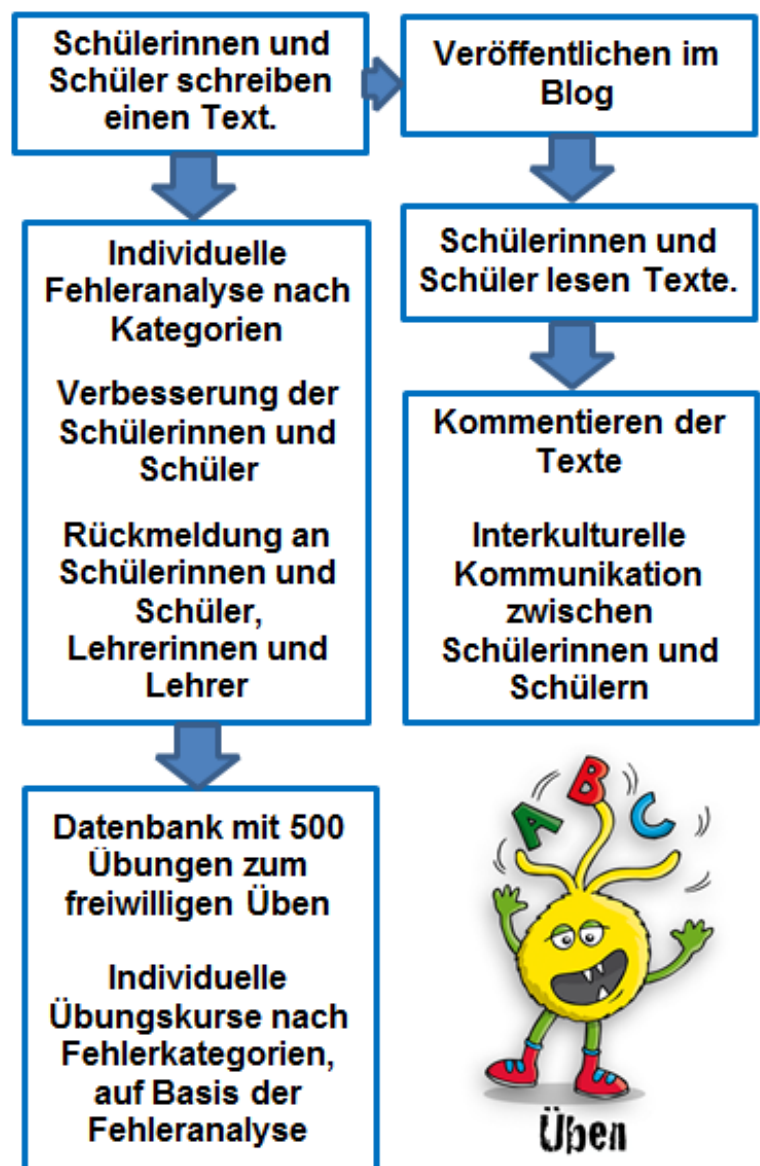 Schülerinnen und
Schüler schreiben
einen Text.
Veröffentlichen im
Blog
Individuelle
Fehleranalyse nach
Kategorien
Verbesserung der
Schülerinnen und
Schüler
Rückmeldung an
Schülerinnen und
Schüler,
Lehrerinnen und
Lehrer
Schülerinnen und
Schüler lesen Texte.
Kommentieren der
Texte
Interkulturelle
Kommunikation
zwischen
Schülerinnen und
Schülern
Datenbank mit 500
Übungen zum
freiwilligen Üben
Individuelle
Übungskurse nach
Fehlerkategorien,
auf Basis der
Fehleranalyse
A B C
Üben